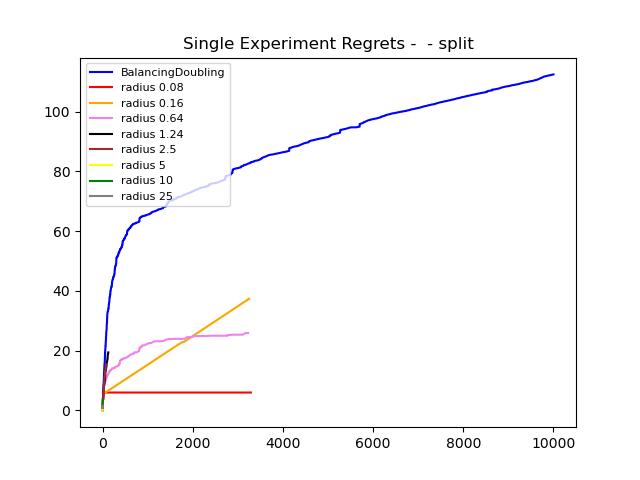 Single Experiment Regrets -  - split
BalancingDoubling
radius 0.08
radius 0.16
radius 0.64
radius 1.24
radius 2.5
radius 5
radius 10
radius 25
100
80
60
40
20
0
0 2000 4000 6000 8000 10000